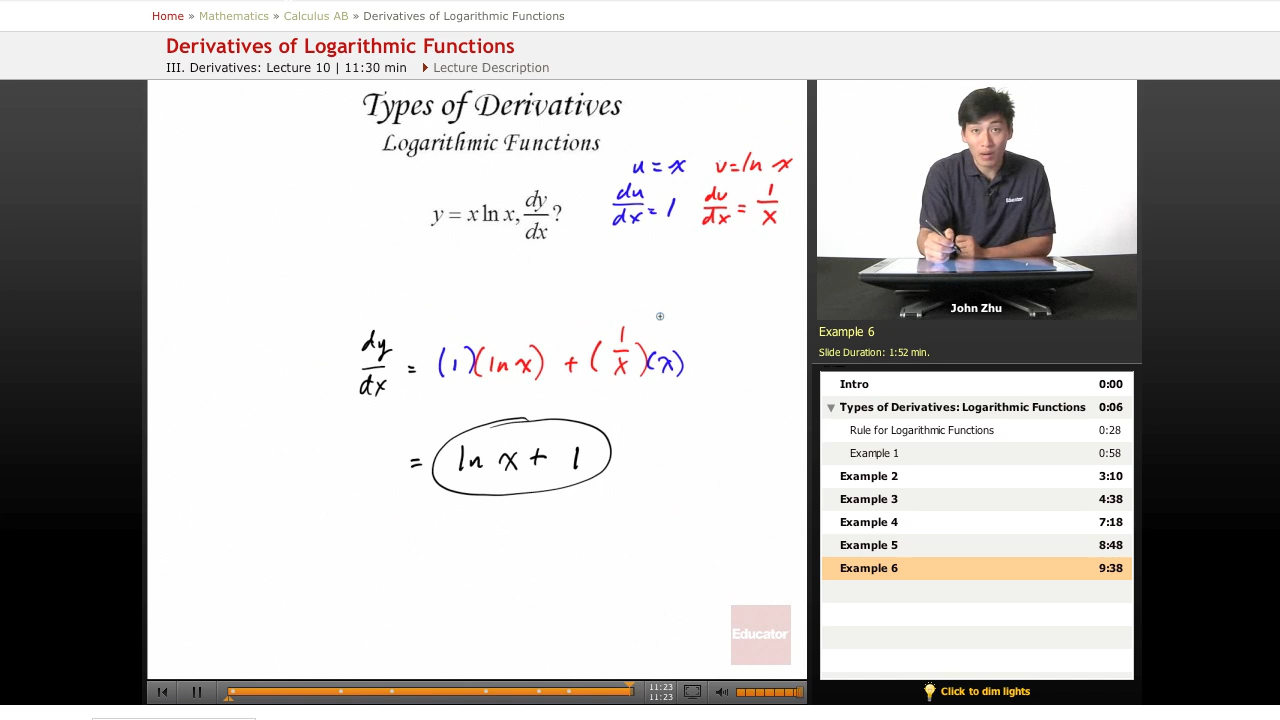 Home » Mathematics » Calculus AB » Derivatives of Logarithmic Functions
Derivatives of Logarithmic Functions
III. Derivatives: Lecture 10 | 11:30 min Lecture Description
Types of Derivatives
Logarithmic Functions
u = x v = ln x
du/dx = 1 dv/dx = 1/x
y = x ln x, dy/dx ?
dy/dx = (1)(ln x) + (1/x)(x)
= ln x + 1
Educator
Educator
John Zhu
Example 6
Slide Duration: 1:52 min.
Intro 0:00
▼ Types of Derivatives: Logarithmic Functions 0:06
Rule for Logarithmic Functions 0:28
Example 1 0:58
Example 2 3:10
Example 3 4:38
Example 4 7:18
Example 5 8:48
Example 6 9:38
11:23
11:23
Click to dim lights